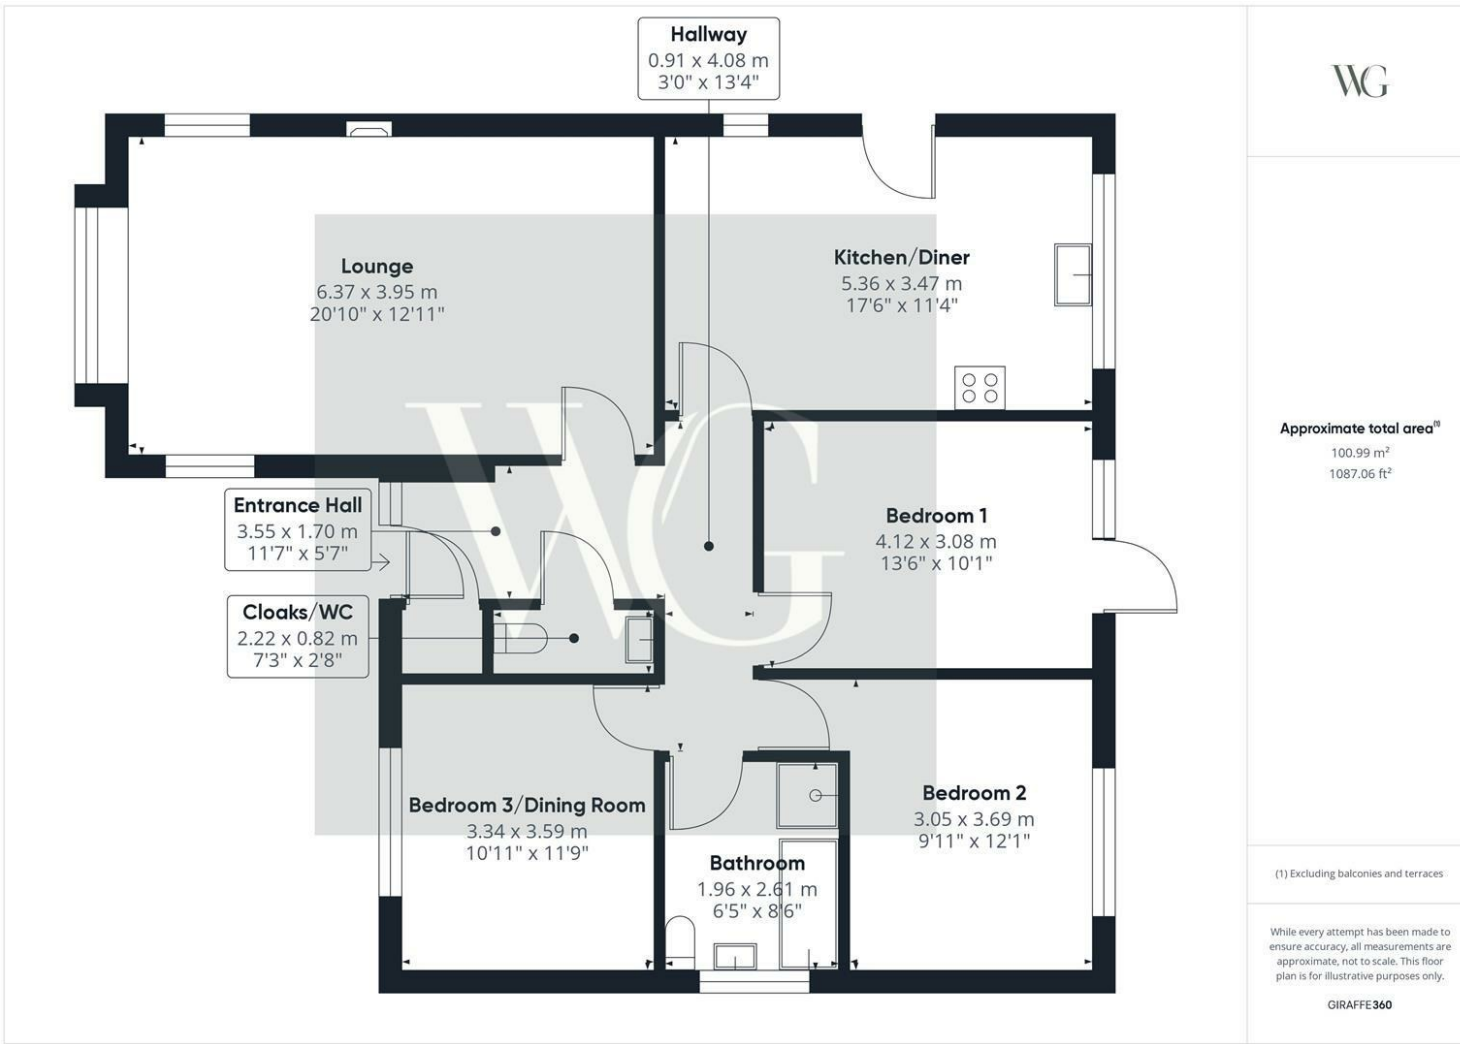 Hallway
0.91 x 4.08 m
3'0" x 13'4"
WG
Lounge
6.37 x 3.95 m
20'10" x 12'11"
Kitchen/Diner
5.36 x 3.47 m
17'6" x 11'4"
WG
Entrance Hall
3.55 x 1.70 m
11'7" x 5'7"
Bedroom 1
4.12 x 3.08 m
13'6" x 10'1"
Cloaks/WC
2.22 x 0.82 m
7'3" x 2'8"
Bedroom 3/Dining Room
3.34 x 3.59 m
10'11" x 11'9"
Bathroom
1.96 x 2.61 m
6'5" x 8'6"
Bedroom 2
3.05 x 3.69 m
9'11" x 12'1"
Approximate total area⁽¹⁾
100.99 m²
1087.06 ft²
(1) Excluding balconies and terraces
While every attempt has been made to
ensure accuracy, all measurements are
approximate, not to scale. This floor
plan is for illustrative purposes only.
GIRAFFE360